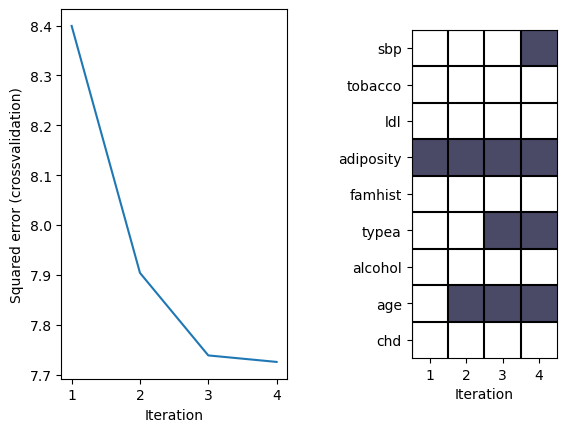 8.4
8.3
8.2
8.1
8.0
7.9
7.8
7.7
Squared error (crossvalidation)
1 2 3 4
Iteration
sbp
tobacco
ldl
adiposity
famhist
typea
alcohol
age
chd
1 2 3 4
Iteration